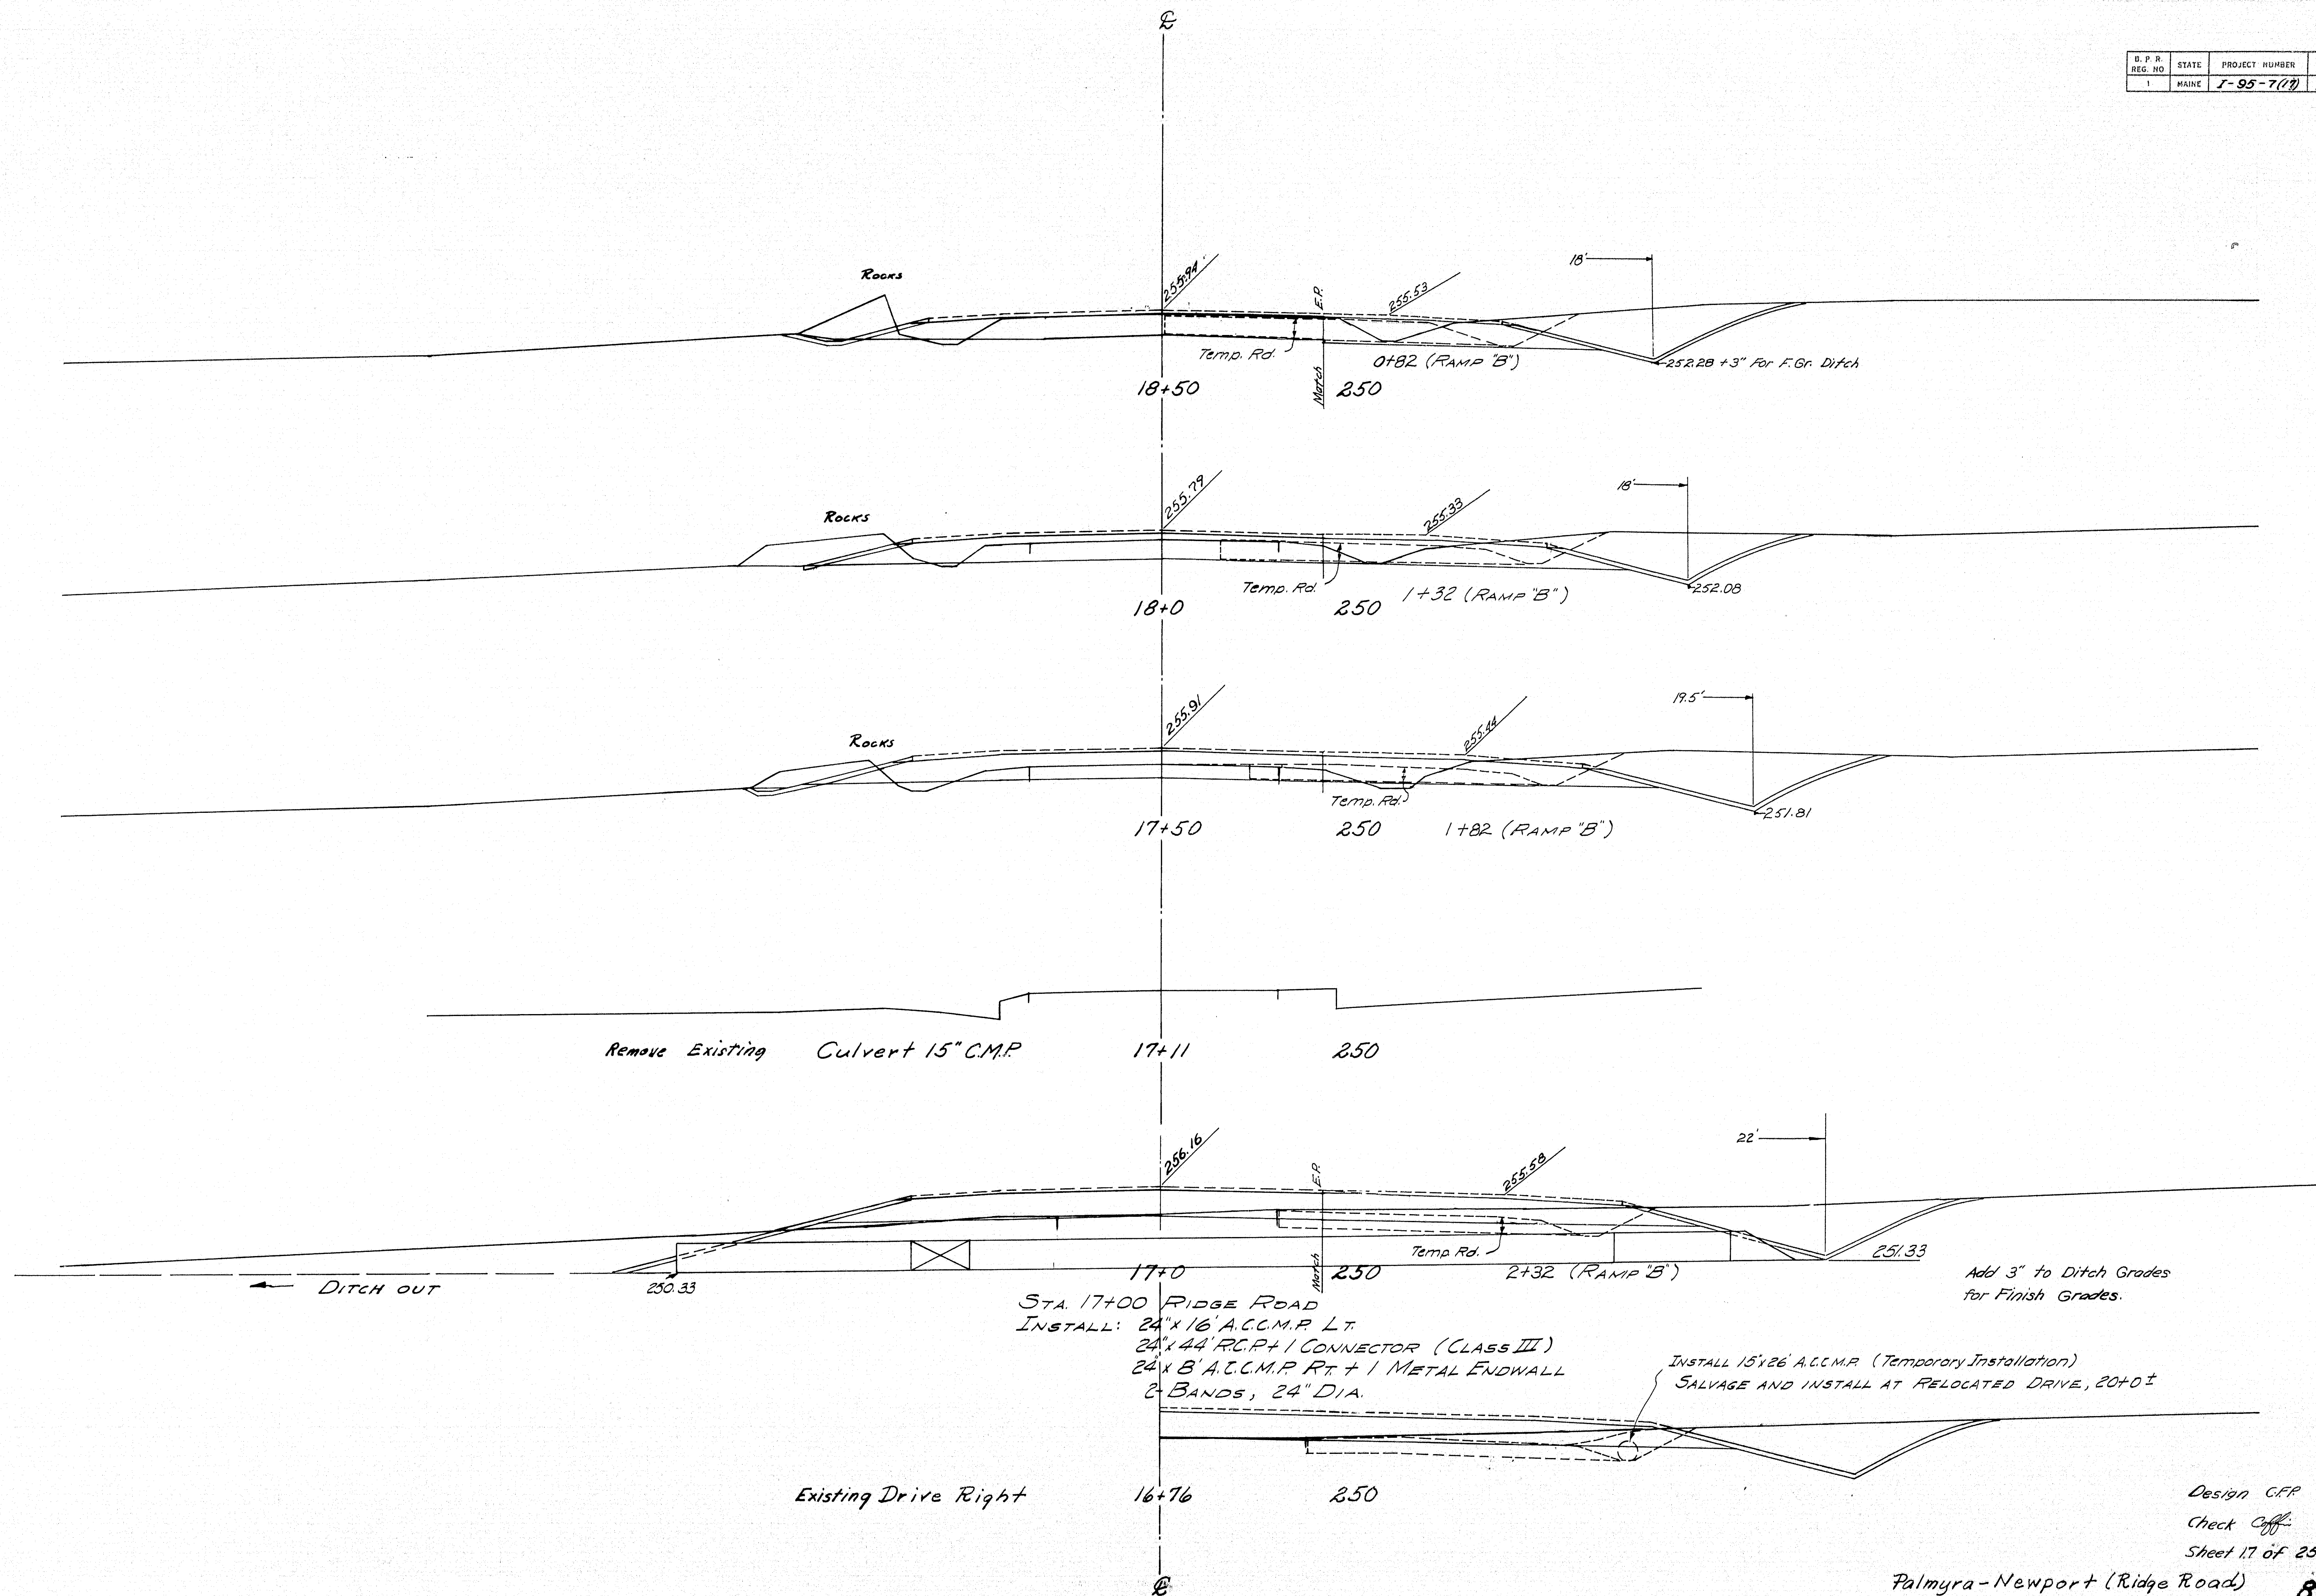 ℄
B. P. R. REG. NO STATE PROJECT NUMBER
1 MAINE I-95-7(17)
Rocks
255.94
E.P.
255.53
18'
Temp. Rd.
0+82 (RAMP "B")
252.28 +3" For F.Gr. Ditch
18+50
Match
250
Rocks
255.79
255.33
18'
Temp. Rd.
1+32 (RAMP "B")
252.08
18+0
250
Rocks
255.91
255.44
19.5'
Temp. Rd.
251.81
17+50
250
1+82 (RAMP "B")
Remove Existing Culvert 15" C.M.P.
17+11
250
256.16
E.P.
255.58
22'
Temp. Rd.
251.33
DITCH OUT
250.33
17+0
Match
250
2+32 (RAMP "B")
Add 3" to Ditch Grades
for Finish Grades.
STA. 17+00 RIDGE ROAD
INSTALL: 24" x 16' A.C.C.M.P. LT.
24" x 44' R.C.P. + 1 CONNECTOR (CLASS III)
24" x 8' A.C.C.M.P. RT. + 1 METAL ENDWALL
2-BANDS, 24" DIA.
INSTALL 15"x26' A.C.C.M.P. (Temporary Installation)
SALVAGE AND INSTALL AT RELOCATED DRIVE, 20+0 ±
Existing Drive Right
16+76
250
Design C.F.P.
Check Coffin
Sheet 17 of 25
Palmyra-Newport (Ridge Road)
℄